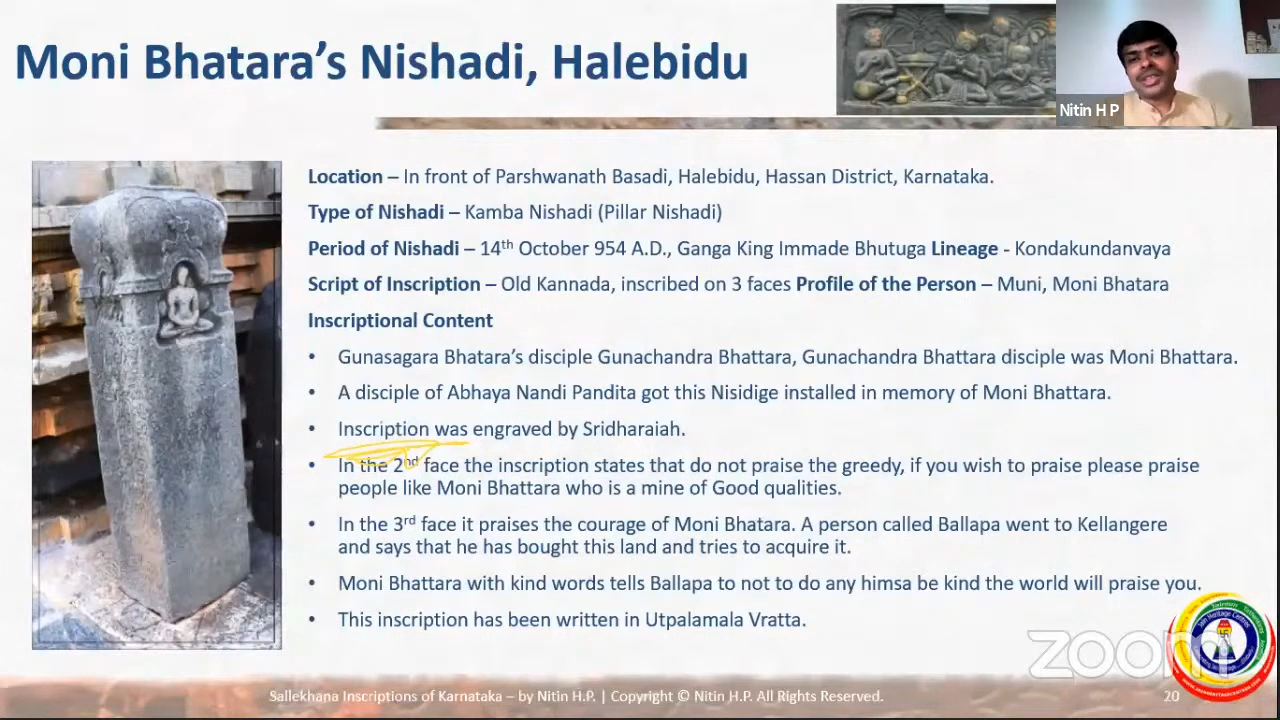 Moni Bhatara's Nishadi, Halebidu
Nitin H P
Location – In front of Parshwanath Basadi, Halebidu, Hassan District, Karnataka.
Type of Nishadi – Kamba Nishadi (Pillar Nishadi)
Period of Nishadi – 14th October 954 A.D., Ganga King Immade Bhutuga Lineage - Kondakundanvaya
Script of Inscription – Old Kannada, inscribed on 3 faces Profile of the Person – Muni, Moni Bhatara
Inscriptional Content
• Gunasagara Bhatara's disciple Gunachandra Bhattara, Gunachandra Bhattara disciple was Moni Bhattara.
• A disciple of Abhaya Nandi Pandita got this Nisidige installed in memory of Moni Bhattara.
• Inscription was engraved by Sridharaiah.
• In the 2nd face the inscription states that do not praise the greedy, if you wish to praise please praise
people like Moni Bhattara who is a mine of Good qualities.
• In the 3rd face it praises the courage of Moni Bhatara. A person called Ballapa went to Kellangere
and says that he has bought this land and tries to acquire it.
• Moni Bhattara with kind words tells Ballapa to not to do any himsa be kind the world will praise you.
• This inscription has been written in Utpalamala Vratta.
zoom
Sallekhana Inscriptions of Karnataka – by Nitin H.P. | Copyright © Nitin H.P. All Rights Reserved.
20